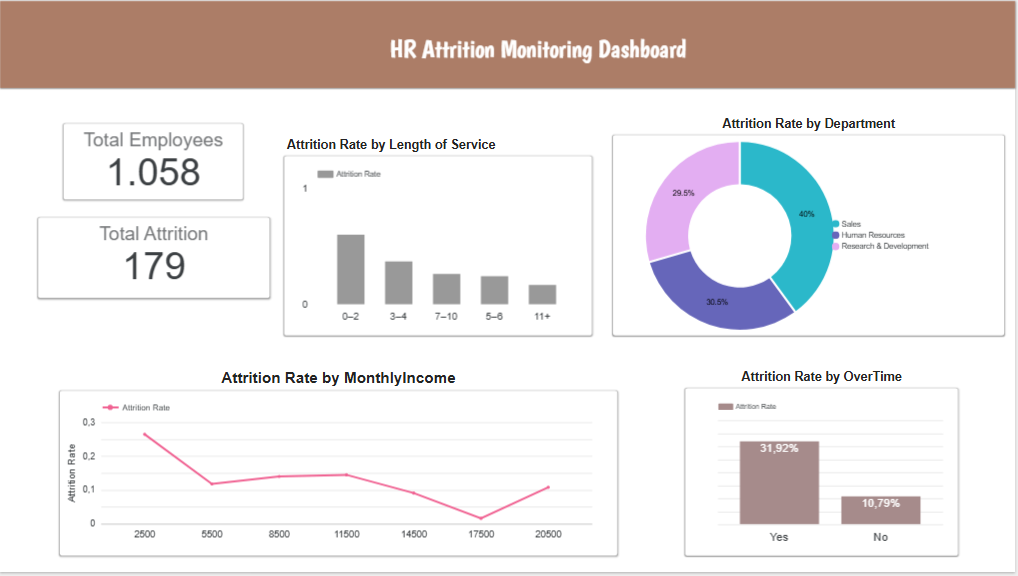 HR Attrition Monitoring Dashboard
Total Employees
1.058
Total Attrition
179
Attrition Rate by Length of Service
Attrition Rate
1
0
0–2 3–4 7–10 5–6 11+
Attrition Rate by Department
29.5%
40%
30.5%
Sales
Human Resources
Research & Development
Attrition Rate by MonthlyIncome
Attrition Rate
Attrition Rate
0,3
0,2
0,1
0
2500 5500 8500 11500 14500 17500 20500
Attrition Rate by OverTime
Attrition Rate
31,92%
10,79%
Yes No